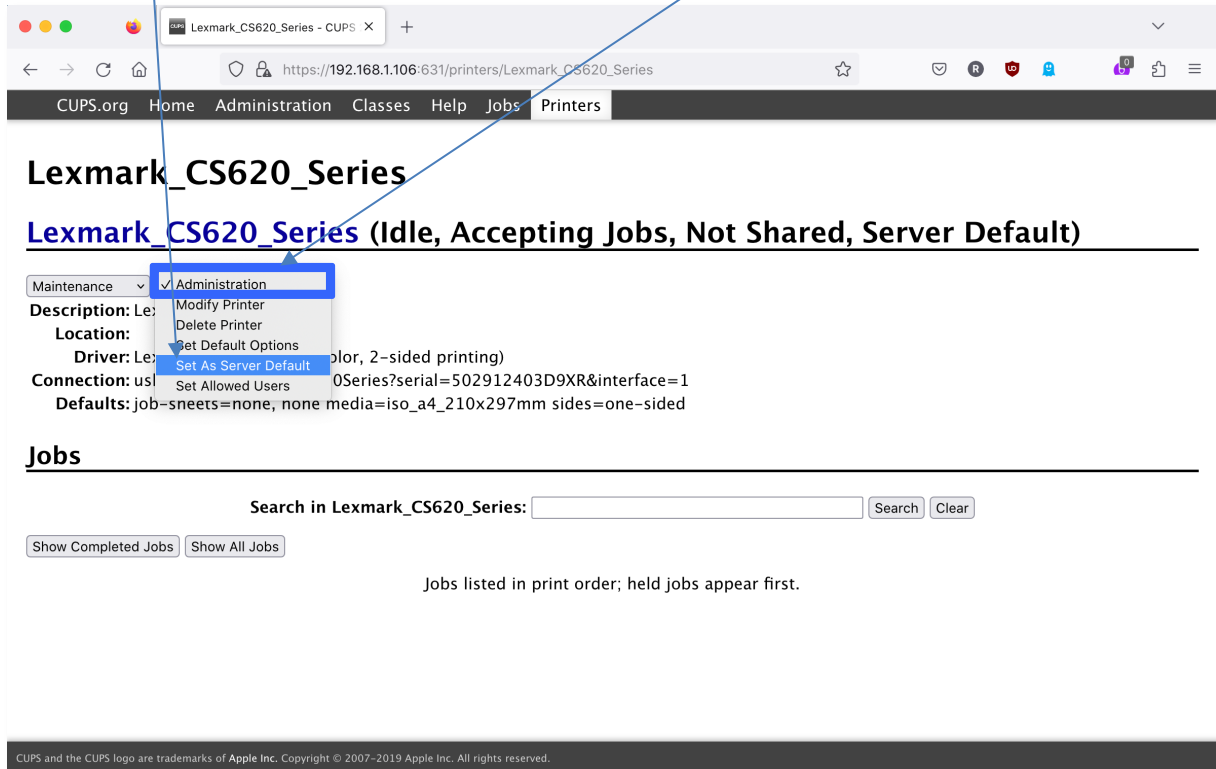 Lexmark_CS620_Series - CUPS
https://192.168.1.106:631/printers/Lexmark_CS620_Series
R
0
CUPS.org Home Administration Classes Help Jobs Printers
Lexmark_CS620_Series
Lexmark_CS620_Series (Idle, Accepting Jobs, Not Shared, Server Default)
Maintenance
✓ Administration
Modify Printer
Delete Printer
Set Default Options
Set As Server Default
Set Allowed Users
Description: Le
Location:
Driver: Le olor, 2-sided printing)
Connection: us 0Series?serial=502912403D9XR&interface=1
Defaults: job-sheets=none, none media=iso_a4_210x297mm sides=one-sided
Jobs
Search in Lexmark_CS620_Series: Search Clear
Show Completed Jobs Show All Jobs
Jobs listed in print order; held jobs appear first.
CUPS and the CUPS logo are trademarks of Apple Inc. Copyright © 2007-2019 Apple Inc. All rights reserved.